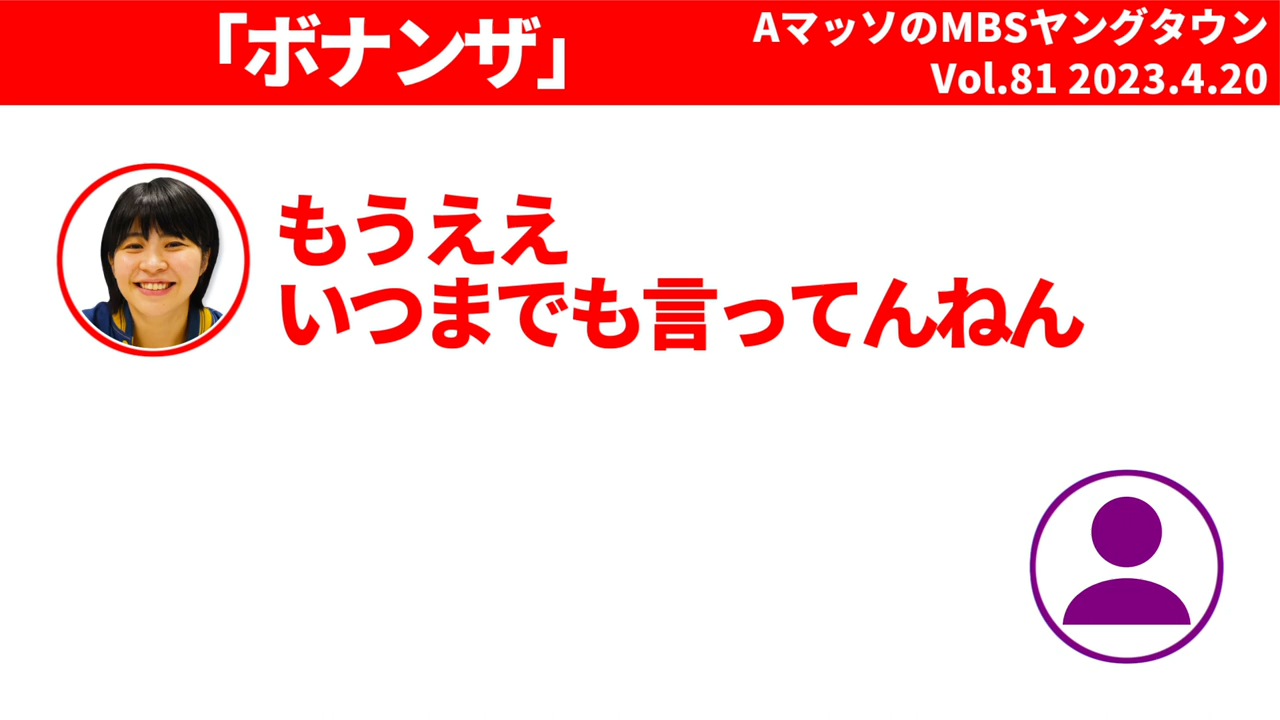 「ボナンザ」
AマッソのMBSヤングタウン
Vol.81 2023.4.20
もうええ
いつまでも言ってんねん